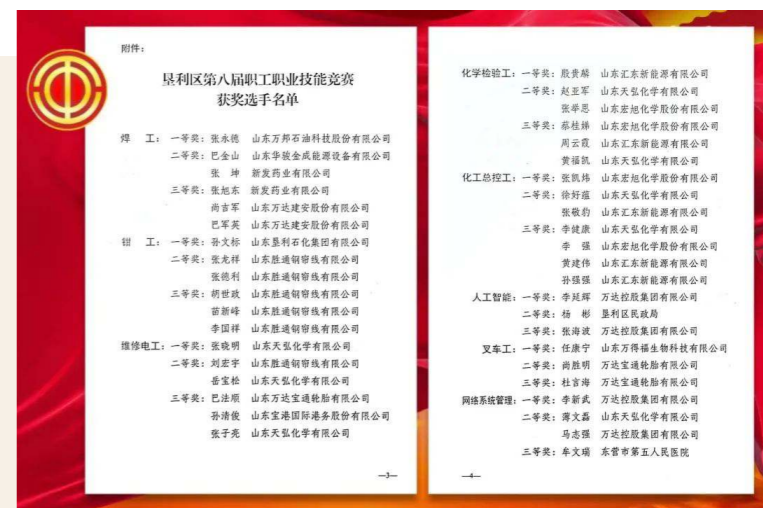 附件：
垦利区第八届职工职业技能竞赛
获奖选手名单
焊 工：一等奖：张永德 山东万邦石油科技股份有限公司
二等奖：巴金山 山东华骏金成能源设备有限公司
张 坤 新发药业有限公司
三等奖：张旭东 新发药业有限公司
尚吉军 山东万达建安股份有限公司
巴军英 山东万达建安股份有限公司
钳 工：一等奖：孙文标 山东垦利石化集团有限公司
二等奖：张龙祥 山东胜通钢帘线有限公司
张德利 山东胜通钢帘线有限公司
三等奖：胡世政 山东胜通钢帘线有限公司
苗新峰 山东胜通钢帘线有限公司
李国祥 山东胜通钢帘线有限公司
维修电工：一等奖：张晓明 山东天弘化学有限公司
二等奖：刘宏宇 山东胜通钢帘线有限公司
岳宝松 山东天弘化学有限公司
三等奖：巴法顺 山东万达宝通轮胎有限公司
孙清俊 山东宝港国际港务股份有限公司
张子亮 山东天弘化学有限公司
—3—
化学检验工：一等奖：殷贵麟 山东汇东新能源有限公司
二等奖：赵亚军 山东天弘化学有限公司
张举恩 山东宏旭化学股份有限公司
三等奖：蔡桂娣 山东宏旭化学股份有限公司
周云霞 山东汇东新能源有限公司
黄福凯 山东天弘化学有限公司
化工总控工：一等奖：张凯炜 山东宏旭化学股份有限公司
二等奖：徐好蕴 山东天弘化学有限公司
张敬 山东汇东新能源有限公司
三等奖：李健康 山东天弘化学有限公司
李 强 山东宏旭化学股份有限公司
黄建伟 山东汇东新能源有限公司
孙强强 山东汇东新能源有限公司
人工智能：一等奖：李延辉 万达控股集团有限公司
二等奖：杨 彬 垦利区民政局
三等奖：张海波 万达控股集团有限公司
叉车工：一等奖：任康宁 山东万得福生物科技有限公司
二等奖：尚胜明 万达宝通轮胎有限公司
三等奖：杜言海 万达宝通轮胎有限公司
网络系统管理：一等奖：李新武 万达控股集团有限公司
二等奖：薄文磊 山东天弘化学有限公司
马志强 万达控股集团有限公司
三等奖：牟文瑞 东营市第五人民医院
—4—